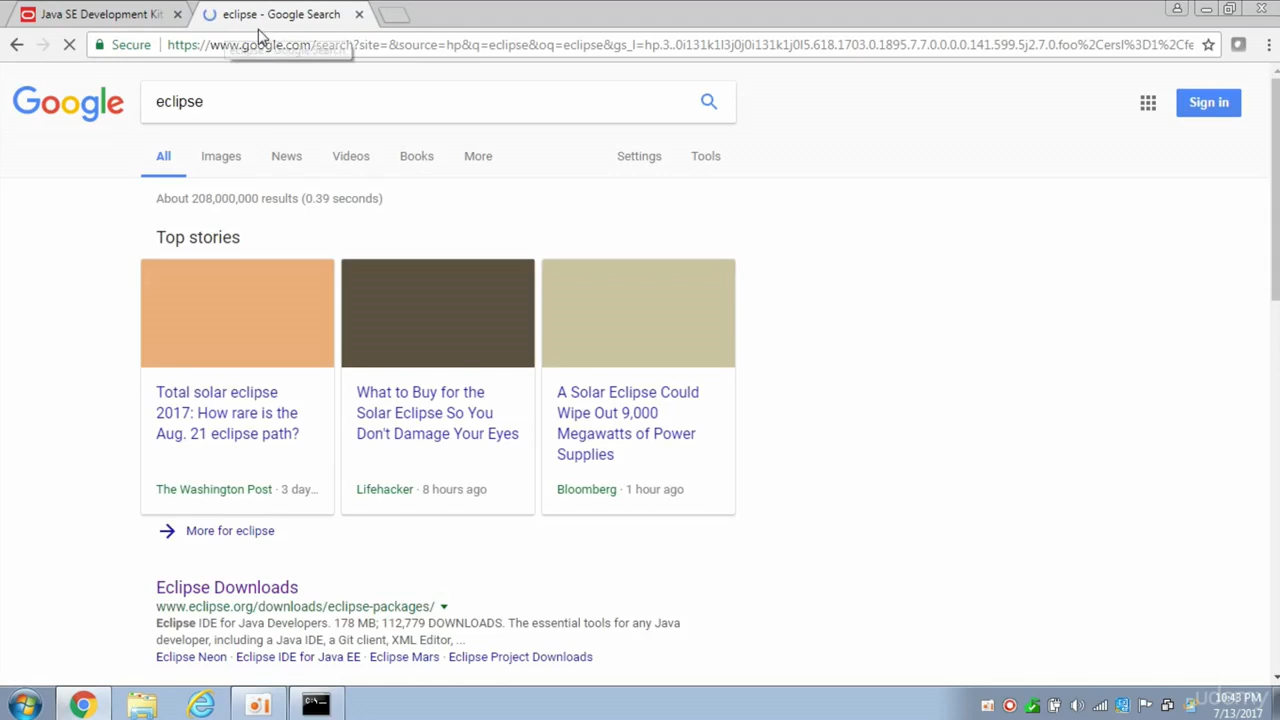 Java SE Development Kit
eclipse - Google Search
Secure
https://www.google.com/search?site=&source=hp&q=eclipse&oq=eclipse&gs_l=hp.3..0i131k1l3j0j0i131k1j0l5.618.1703.0.1895.7.7.0.0.0.0.141.599.5j2.7.0.foo%2Cersl%3D1%2Cfe
Google
eclipse
Sign in
All Images News Videos Books More Settings Tools
About 208,000,000 results (0.39 seconds)
Top stories
Total solar eclipse
2017: How rare is the
Aug. 21 eclipse path?
The Washington Post · 3 day...
What to Buy for the
Solar Eclipse So You
Don't Damage Your Eyes
Lifehacker · 8 hours ago
A Solar Eclipse Could
Wipe Out 9,000
Megawatts of Power
Supplies
Bloomberg · 1 hour ago
More for eclipse
Eclipse Downloads
www.eclipse.org/downloads/eclipse-packages/
Eclipse IDE for Java Developers. 178 MB; 112,779 DOWNLOADS. The essential tools for any Java
developer, including a Java IDE, a Git client, XML Editor, ...
Eclipse Neon · Eclipse IDE for Java EE · Eclipse Mars · Eclipse Project Downloads
10:43 PM
7/13/2017
udemy